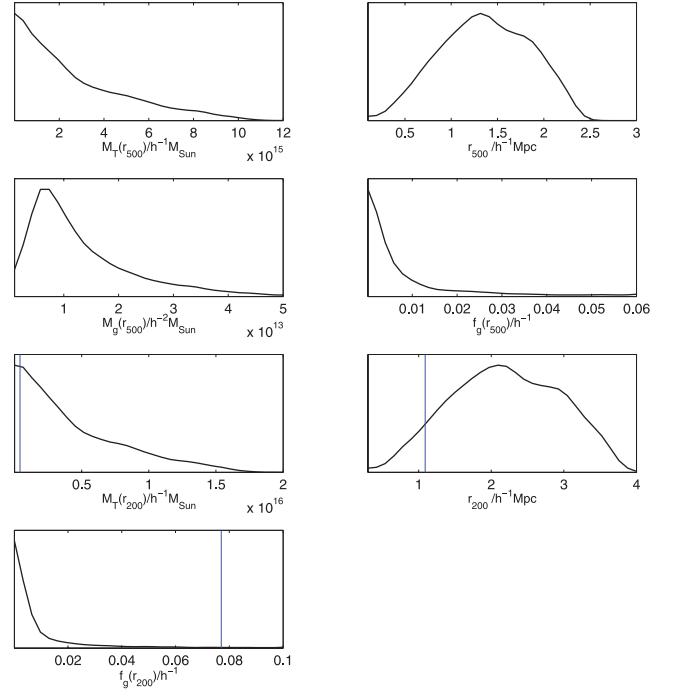 2 4 6 8 10 12
M_T(r_500)/h^-1 M_Sun
x 10^15
0.5 1 1.5 2 2.5 3
r_500 /h^-1 Mpc
1 2 3 4 5
M_g(r_500)/h^-2 M_Sun
x 10^13
0.01 0.02 0.03 0.04 0.05 0.06
f_g(r_500)/h^-1
0.5 1 1.5 2
M_T(r_200)/h^-1 M_Sun
x 10^16
1 2 3 4
r_200 /h^-1 Mpc
0.02 0.04 0.06 0.08 0.1
f_g(r_200)/h^-1